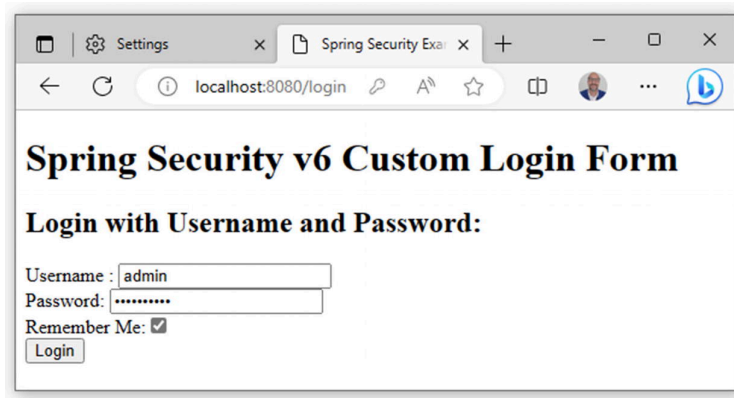 Settings
Spring Security Exa
localhost:8080/login
Spring Security v6 Custom Login Form
Login with Username and Password:
Username : admin
Password: ••••••••••
Remember Me:
Login